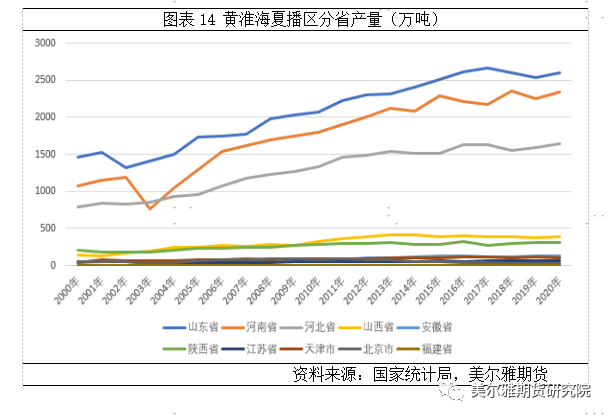 图表 14 黄淮海夏播区分省产量（万吨）
3000
2500
2000
1500
1000
500
0
2000年 2001年 2002年 2003年 2004年 2005年 2006年 2007年 2008年 2009年 2010年 2011年 2012年 2013年 2014年 2015年 2016年 2017年 2018年 2019年 2020年
山东省 河南省 河北省 山西省 安徽省
陕西省 江苏省 天津市 北京市 福建省
资料来源：国家统计局，美尔雅期货
美尔雅期货研究院